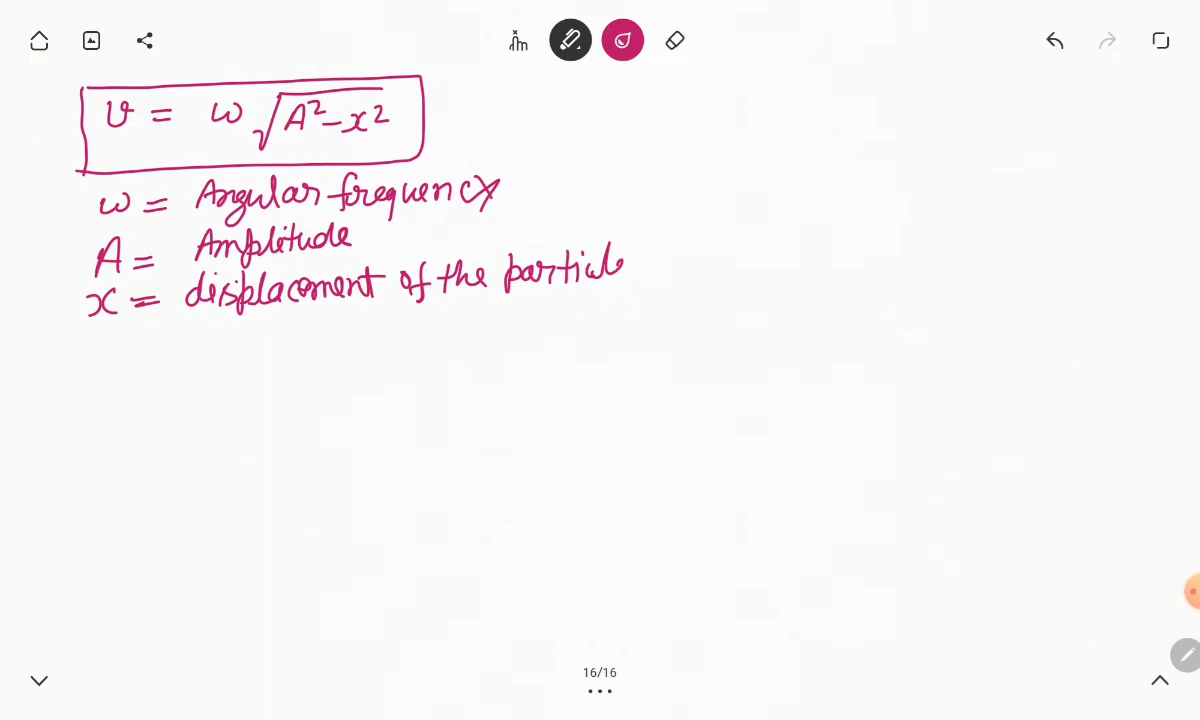 v = ω √A²-x²
ω = Angular frequency
A = Amplitude
x = displacement of the particle
16/16